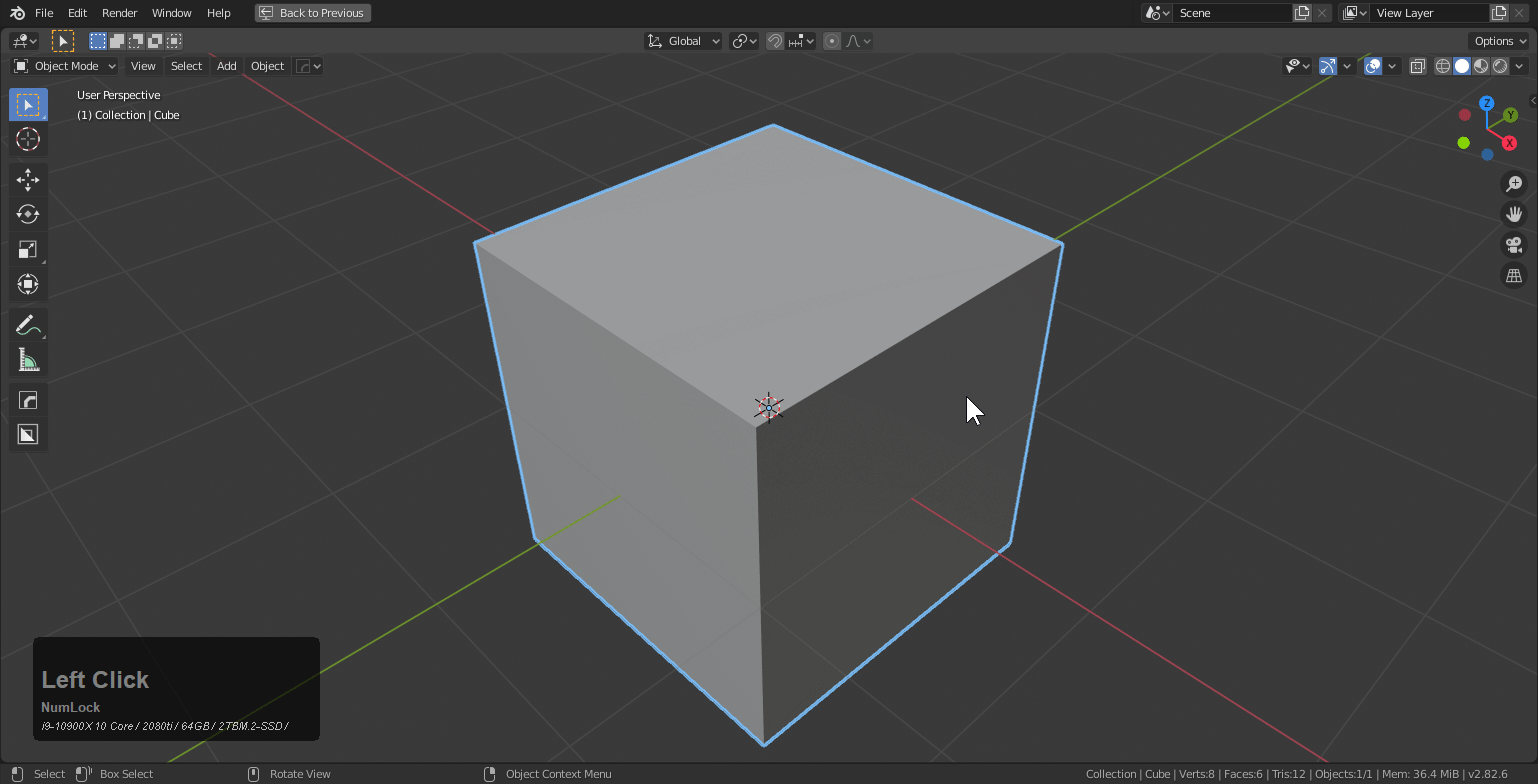 File Edit Render Window Help Back to Previous Scene View Layer
Global Options
Object Mode View Select Add Object
User Perspective
(1) Collection | Cube
Z
Y
X
Left Click
NumLock
i9-10900X 10 Core / 2080ti / 64GB / 2TBM.2-SSD /
Select Box Select Rotate View Object Context Menu Collection | Cube | Verts:8 | Faces:6 | Tris:12 | Objects:1/1 | Mem: 36.4 MiB | v2.82.6